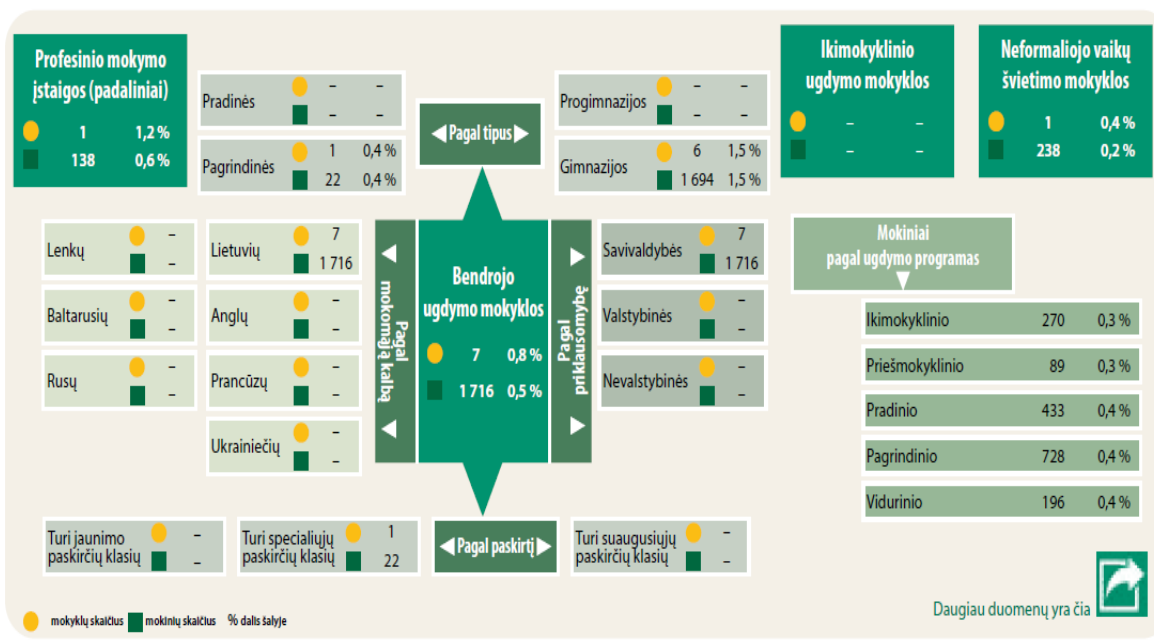 Profesinio mokymo
įstaigos (padaliniai)
1 1,2 %
138 0,6 %
Pradinės – –
– –
Pagrindinės 1 0,4 %
22 0,4 %
Pagal tipus
Progimnazijos – –
– –
Gimnazijos 6 1,5 %
1 694 1,5 %
Ikimokyklinio
ugdymo mokyklos
– –
– –
Neformaliojo vaikų
švietimo mokyklos
1 0,4 %
238 0,2 %
Lenkų –
–
Lietuvių 7
1 716
Baltarusių –
–
Anglų –
–
Rusų –
–
Prancūzų –
–
Ukrainiečių –
–
Pagal
mokomąją kalbą
Bendrojo
ugdymo mokyklos
7 0,8 %
1 716 0,5 %
Pagal
priklausomybę
Savivaldybės 7
1 716
Valstybinės –
–
Nevalstybinės –
–
Mokiniai
pagal ugdymo programas
Ikimokyklinio 270 0,3 %
Priešmokyklinio 89 0,3 %
Pradinio 433 0,4 %
Pagrindinio 728 0,4 %
Vidurinio 196 0,4 %
Turi jaunimo –
paskirčių klasių –
Turi specialiųjų 1
paskirčių klasių 22
Pagal paskirtį
Turi suaugusiųjų –
paskirčių klasių –
Daugiau duomenų yra čia
mokyklų skaičius mokinių skaičius % dalis šalyje